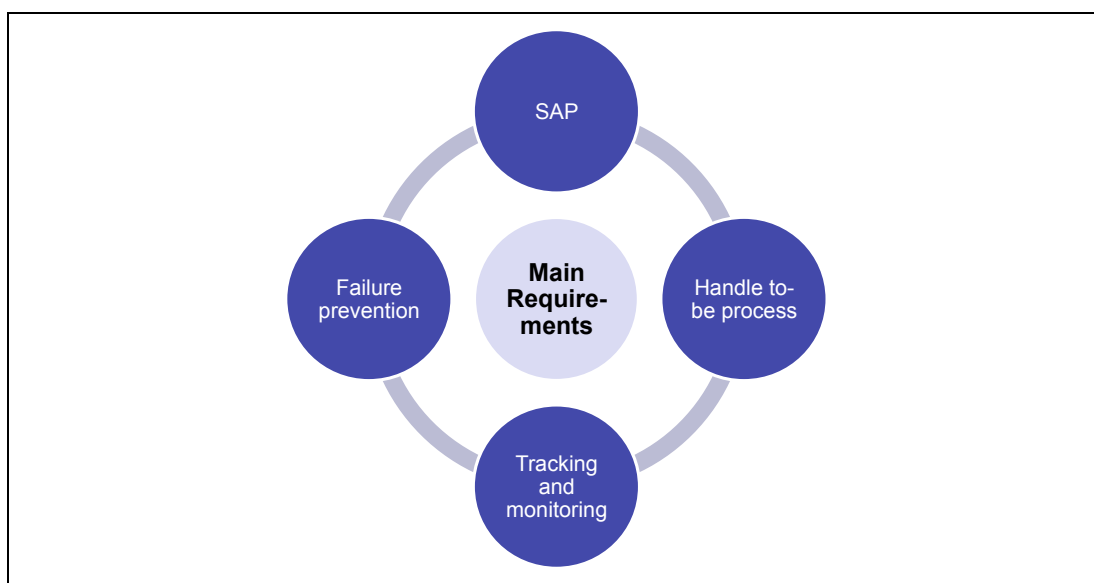 SAP
Failure
prevention
Main
Require-
ments
Handle to-
be process
Tracking
and
monitoring